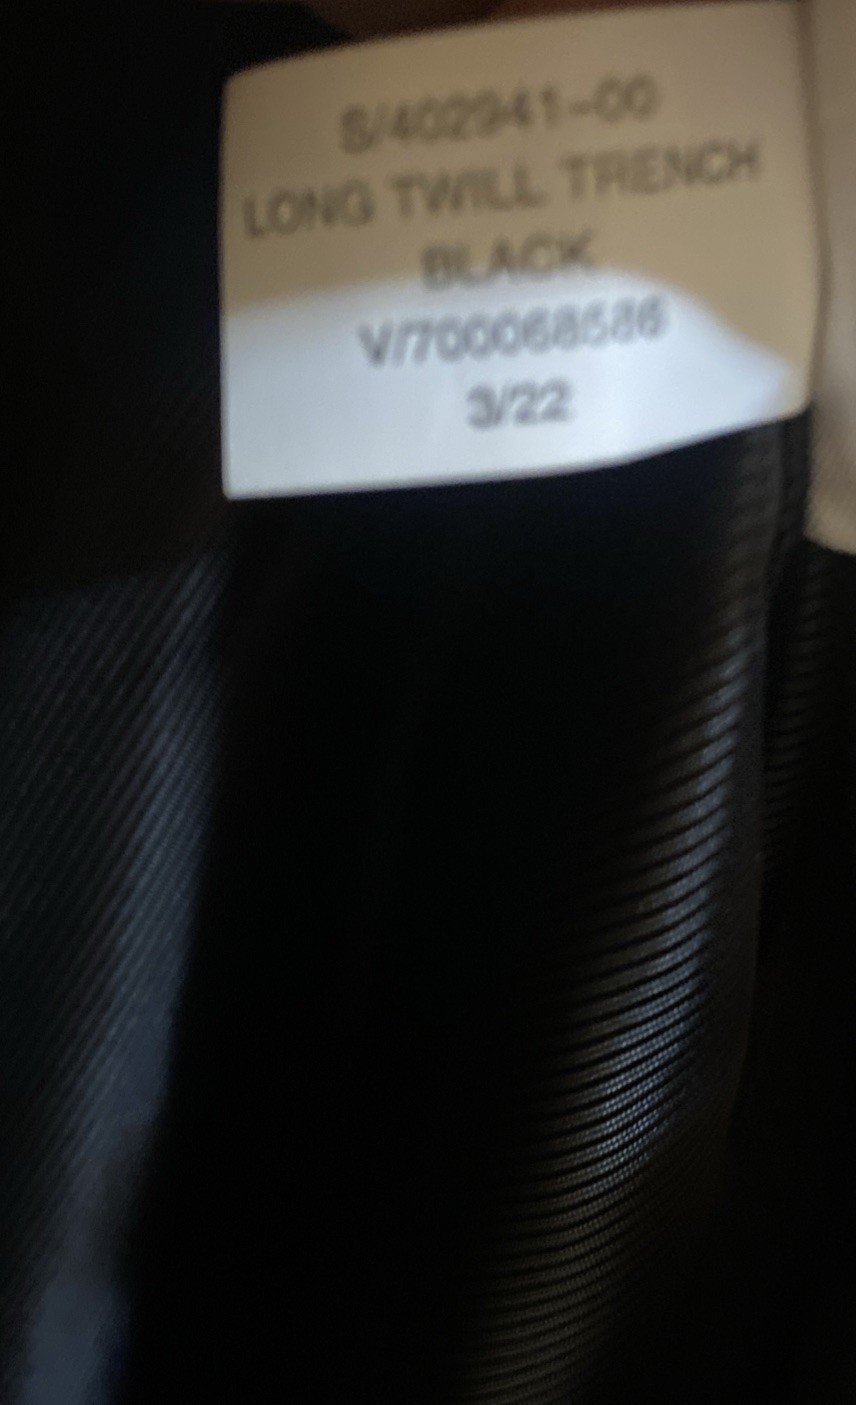 S/402941-00
LONG TWILL TRENCH
BLACK
V/700068586
3/22